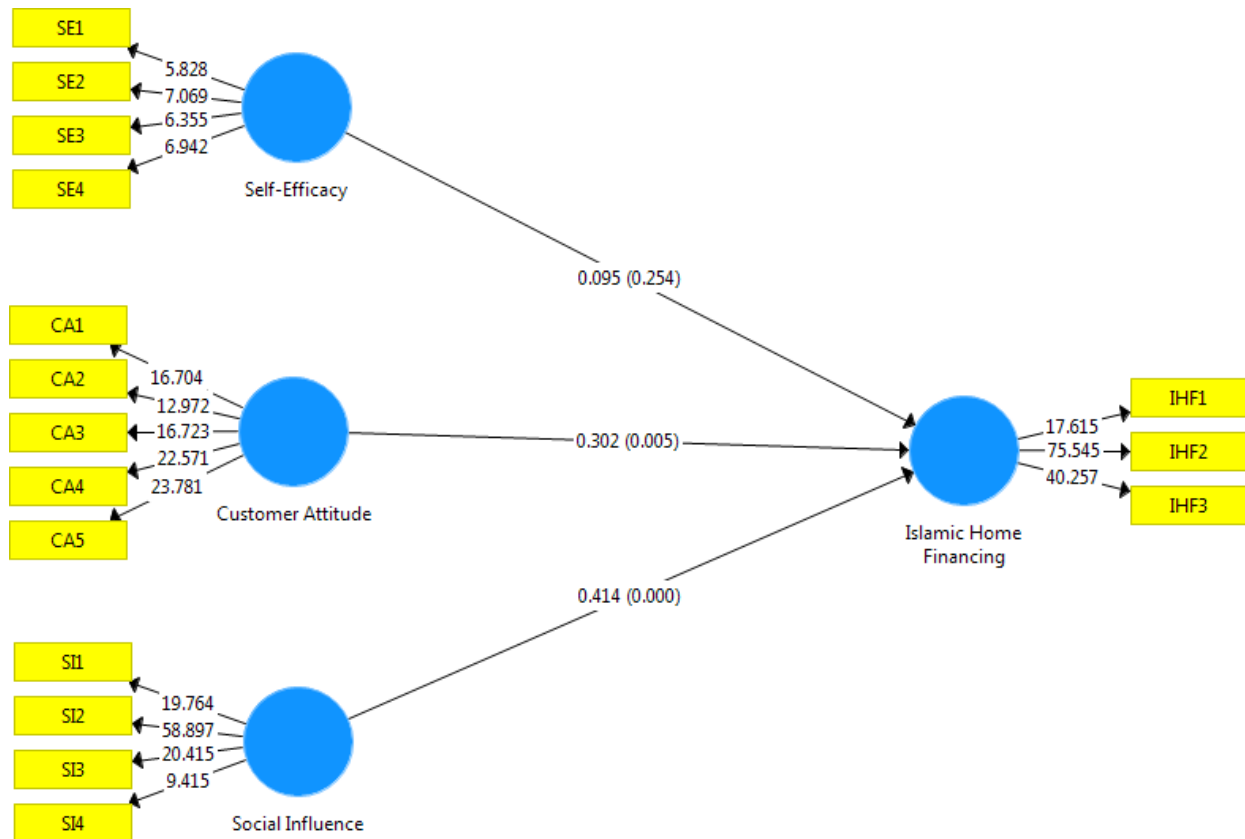 SE1
SE2
SE3
SE4
5.828
7.069
6.355
6.942
Self-Efficacy
0.095 (0.254)
CA1
CA2
CA3
CA4
CA5
16.704
12.972
16.723
22.571
23.781
Customer Attitude
0.302 (0.005)
SI1
SI2
SI3
SI4
19.764
58.897
20.415
9.415
Social Influence
0.414 (0.000)
Islamic Home
Financing
17.615
75.545
40.257
IHF1
IHF2
IHF3